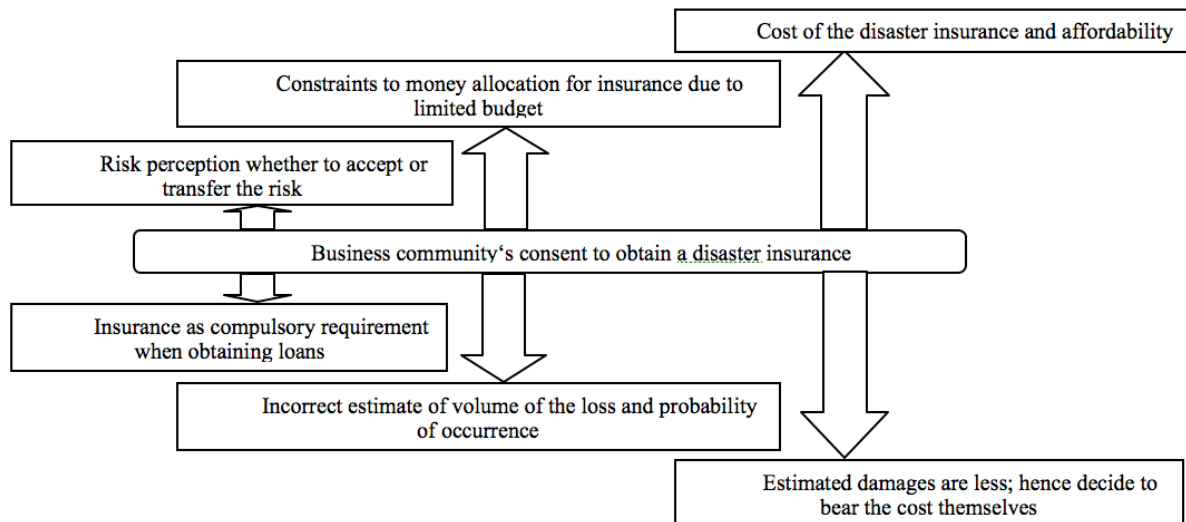 Cost of the disaster insurance and affordability
Constraints to money allocation for insurance due to
limited budget
Risk perception whether to accept or
transfer the risk
Business community‘s consent to obtain a disaster insurance
Insurance as compulsory requirement
when obtaining loans
Incorrect estimate of volume of the loss and probability
of occurrence
Estimated damages are less; hence decide to
bear the cost themselves